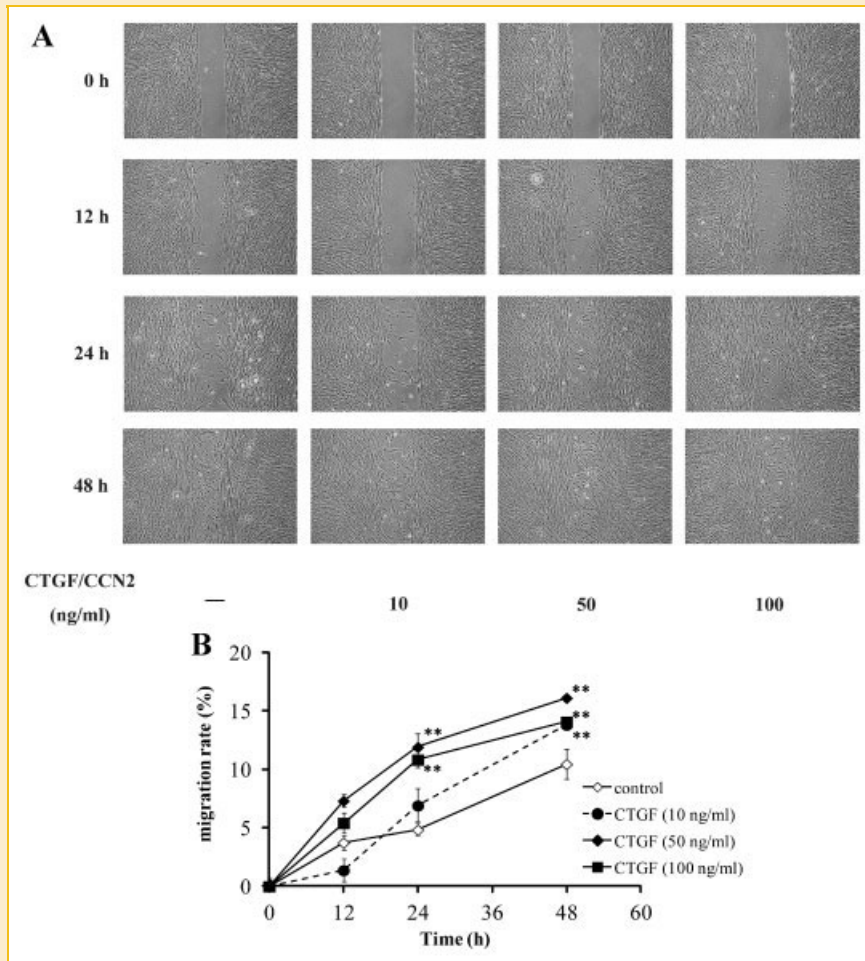 A
0 h
12 h
24 h
48 h
CTGF/CCN2
(ng/ml)
— 10 50 100
B
migration rate (%)
20
15
10
5
0
** **
** **
**
control
CTGF (10 ng/ml)
CTGF (50 ng/ml)
CTGF (100 ng/ml)
0 12 24 36 48 60
Time (h)